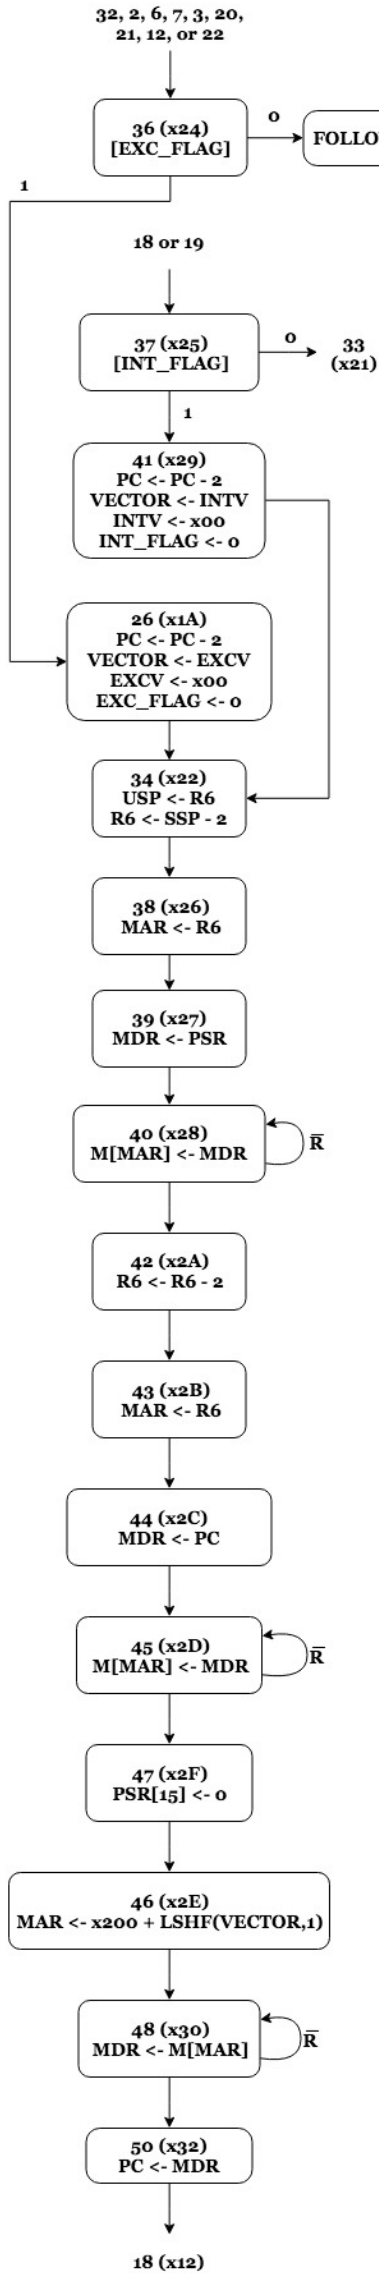 32, 2, 6, 7, 3, 20,
21, 12, or 22
36 (x24)
[EXC_FLAG]
0
FOLLO
1
18 or 19
37 (x25)
[INT_FLAG]
0
33
(x21)
1
41 (x29)
PC <- PC - 2
VECTOR <- INTV
INTV <- x00
INT_FLAG <- 0
26 (x1A)
PC <- PC - 2
VECTOR <- EXCV
EXCV <- x00
EXC_FLAG <- 0
34 (x22)
USP <- R6
R6 <- SSP - 2
38 (x26)
MAR <- R6
39 (x27)
MDR <- PSR
40 (x28)
M[MAR] <- MDR
R̅
42 (x2A)
R6 <- R6 - 2
43 (x2B)
MAR <- R6
44 (x2C)
MDR <- PC
45 (x2D)
M[MAR] <- MDR
R̅
47 (x2F)
PSR[15] <- 0
46 (x2E)
MAR <- x200 + LSHF(VECTOR,1)
48 (x30)
MDR <- M[MAR]
R̅
50 (x32)
PC <- MDR
18 (x12)